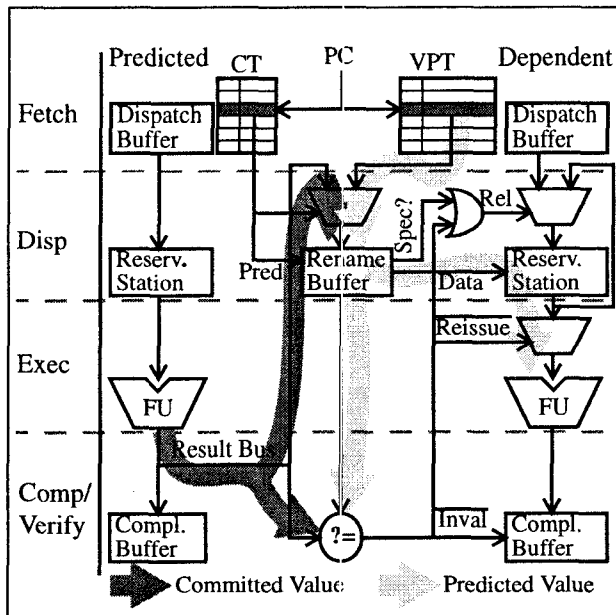 Predicted
CT
PC
VPT
Dependent
Fetch
Dispatch
Buffer
Dispatch
Buffer
Disp
Reserv.
Station
Pred
Rename
Buffer
Spec?
Rel
Data
Reserv.
Station
Exec
Reissue
FU
FU
Result Bus
Comp/
Verify
Compl.
Buffer
?=
Inval
Compl.
Buffer
Committed Value
Predicted Value